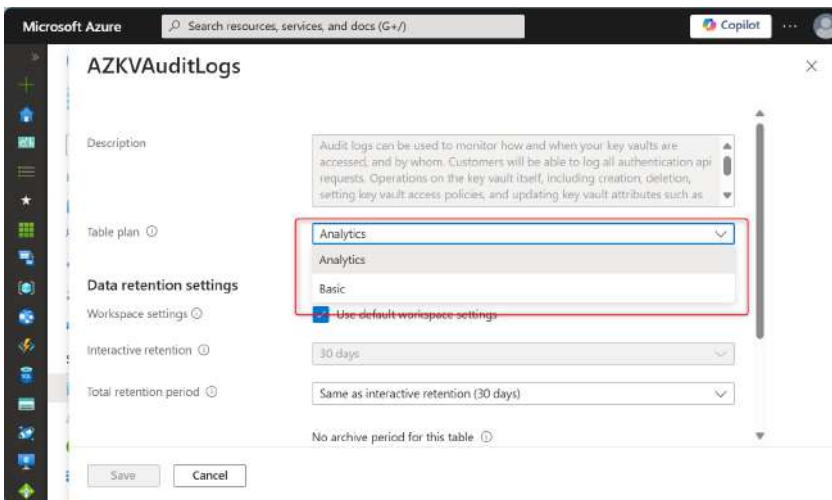 Microsoft Azure
Search resources, services, and docs (G+/)
Copilot
...
AZKVAuditLogs
Description
Audit logs can be used to monitor how and when your key vaults are
accessed, and by whom. Customers will be able to log all authentication api
requests. Operations on the key vault itself, including creation, deletion,
setting key vault access policies, and updating key vault attributes such as
Table plan
Analytics
Analytics
Basic
Data retention settings
Workspace settings
Use default workspace settings
Interactive retention
30 days
Total retention period
Same as interactive retention (30 days)
No archive period for this table
Save
Cancel